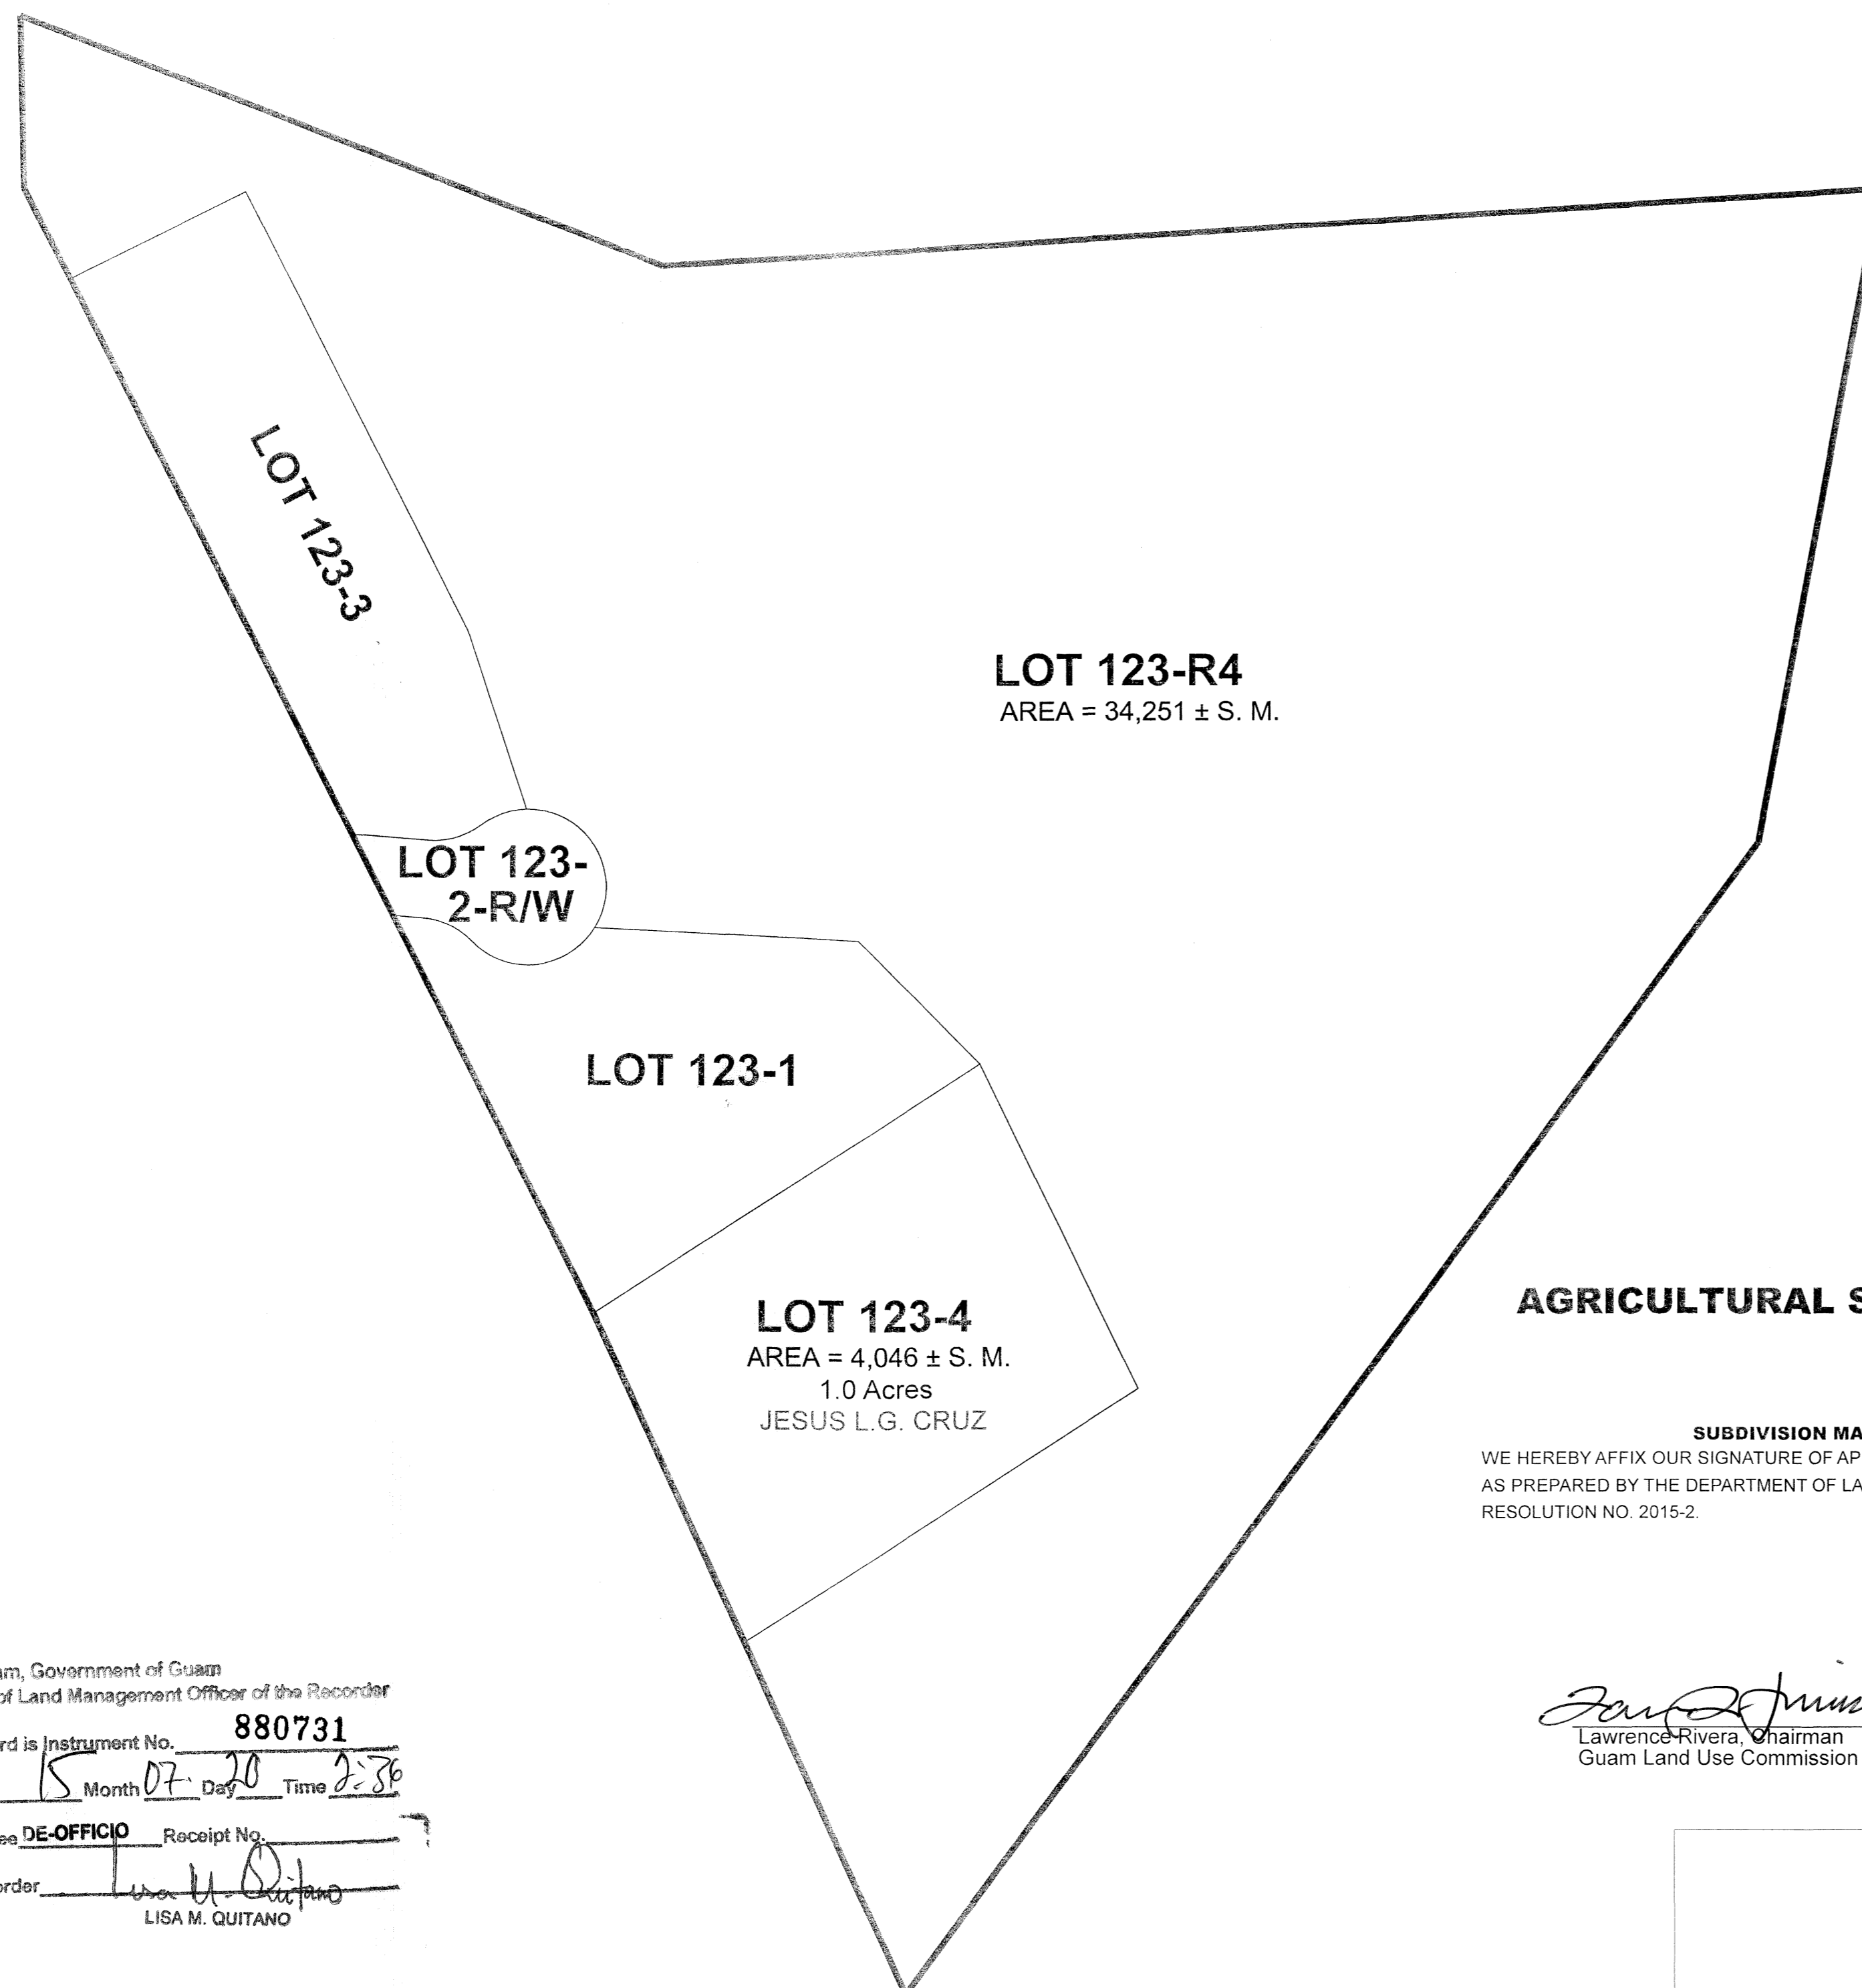 LOT 123-3
LOT 123-R4
AREA = 34,251 ± S. M.
LOT 123-
2-R/W
LOT 123-1
LOT 123-4
AREA = 4,046 ± S. M.
1.0 Acres
JESUS L.G. CRUZ
AGRICULTURAL S
SUBDIVISION MA
WE HEREBY AFFIX OUR SIGNATURE OF AP
AS PREPARED BY THE DEPARTMENT OF LA
RESOLUTION NO. 2015-2.
Lawrence Rivera, Chairman
Guam Land Use Commission
am, Government of Guam
of Land Management Officer of the Recorder
rd is Instrument No. 880731
15 Month 07 Day 20 Time 2:36
ee DE-OFFICIO Receipt No.
order Lisa M. Quitano
LISA M. QUITANO